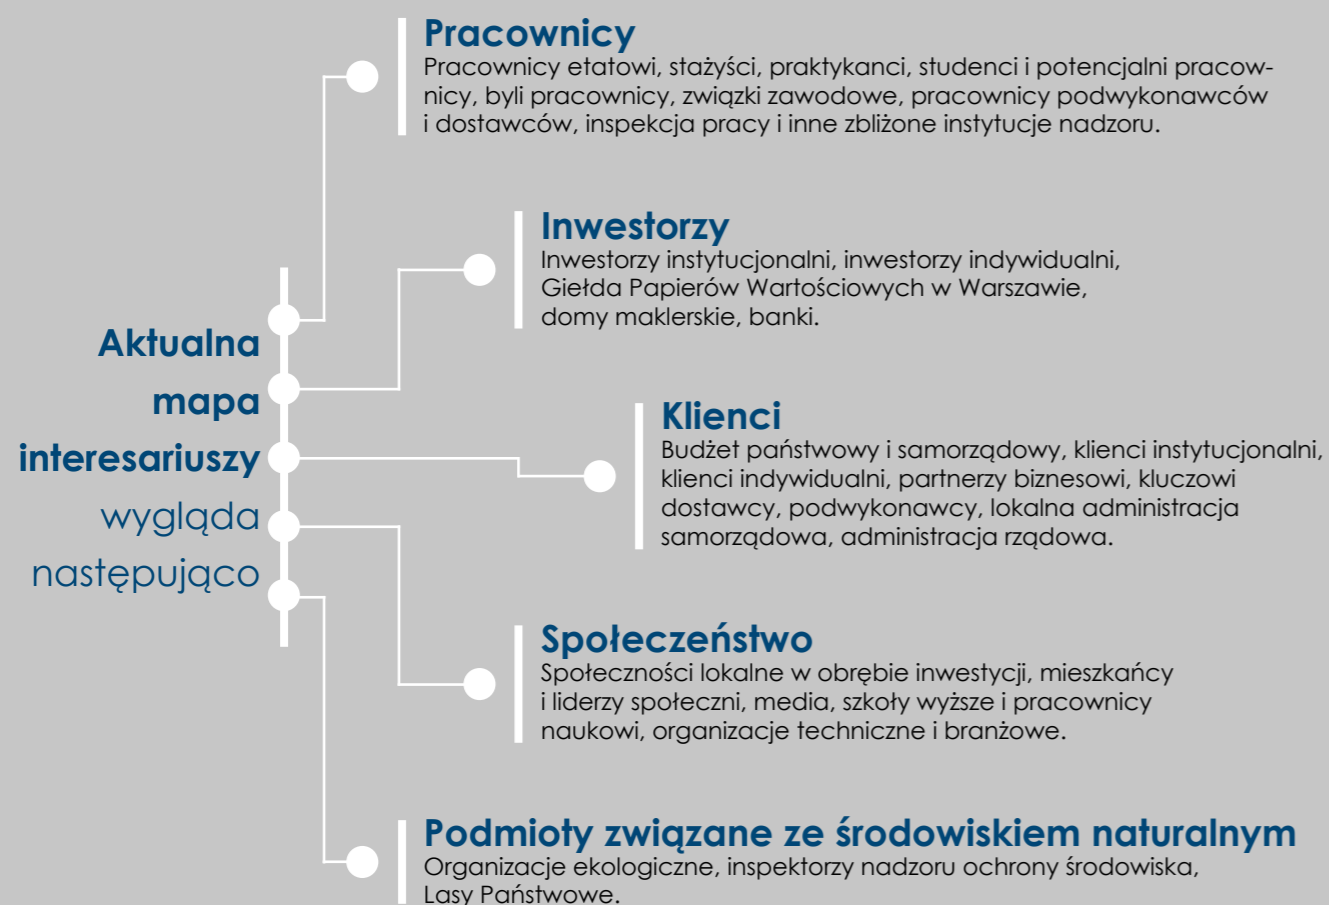 Aktualna
mapa
interesariuszy
wygląda
następująco
Pracownicy
Pracownicy etatowi, stażyści, praktykanci, studenci i potencjalni pracow-
nicy, byli pracownicy, związki zawodowe, pracownicy podwykonawców
i dostawców, inspekcja pracy i inne zbliżone instytucje nadzoru.
Inwestorzy
Inwestorzy instytucjonalni, inwestorzy indywidualni,
Giełda Papierów Wartościowych w Warszawie,
domy maklerskie, banki.
Klienci
Budżet państwowy i samorządowy, klienci instytucjonalni,
klienci indywidualni, partnerzy biznesowi, kluczowi
dostawcy, podwykonawcy, lokalna administracja
samorządowa, administracja rządowa.
Społeczeństwo
Społeczności lokalne w obrębie inwestycji, mieszkańcy
i liderzy społeczni, media, szkoły wyższe i pracownicy
naukowi, organizacje techniczne i branżowe.
Podmioty związane ze środowiskiem naturalnym
Organizacje ekologiczne, inspektorzy nadzoru ochrony środowiska,
Lasy Państwowe.